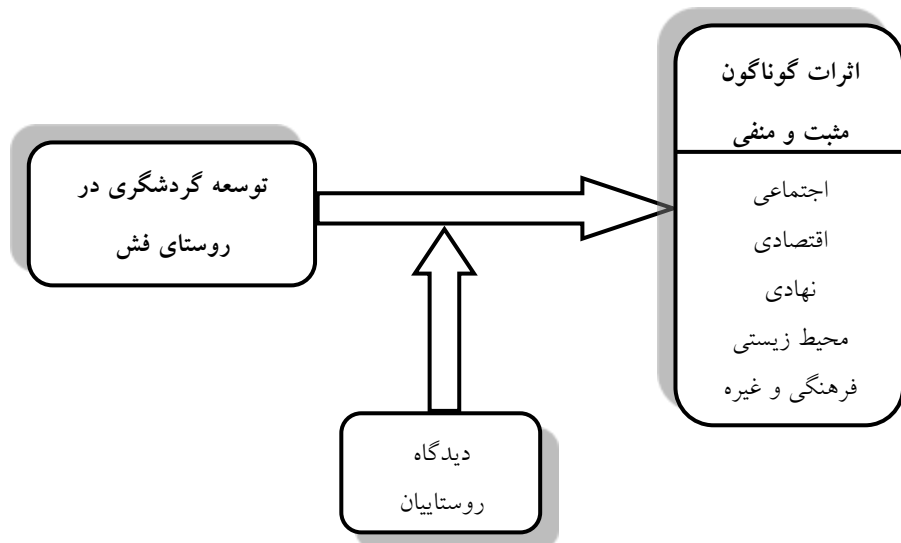 اثرات گوناگون
مثبت و منفی
اجتماعی
اقتصادی
نهادی
محیط زیستی
فرهنگی و غیره
توسعه گردشگری در
روستای فش
دیدگاه
روستاییان